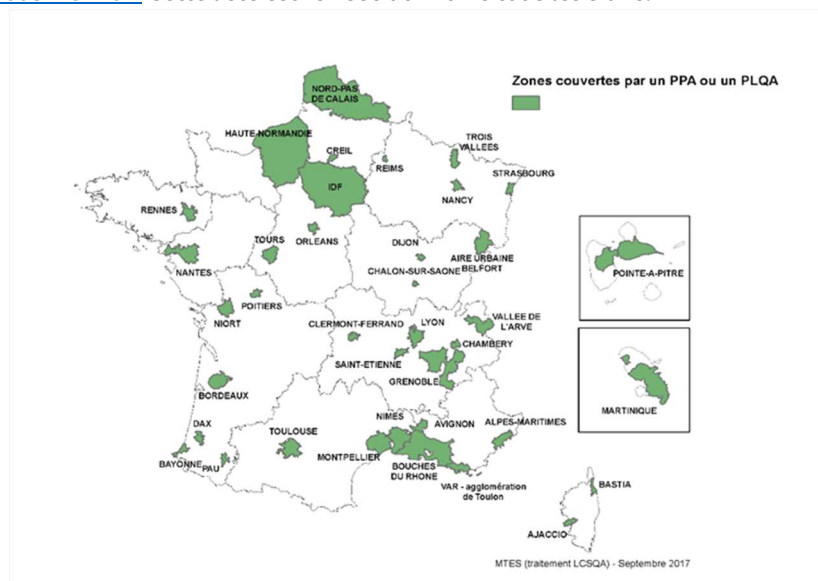 Zones couvertes par un PPA ou un PLQA
NORD-PAS
DE CALAIS
HAUTE-NORMANDIE
CREIL
REIMS
TROIS
VALLEES
STRASBOURG
IDF
NANCY
RENNES
TOURS
ORLEANS
DIJON
AIRE URBAINE
BELFORT
NANTES
CHALON-SUR-SAONE
POINTE-A-PITRE
POITIERS
NIORT
CLERMONT-FERRAND
LYON
VALLEE DE
L'ARVE
CHAMBERY
SAINT-ETIENNE
GRENOBLE
BORDEAUX
MARTINIQUE
DAX
TOULOUSE
NIMES
AVIGNON
ALPES-MARITIMES
MONTPELLIER
BAYONNE
PAU
BOUCHES
DU RHONE
VAR - agglomération
de Toulon
BASTIA
AJACCIO
MTES (traitement LCSQA) - Septembre 2017